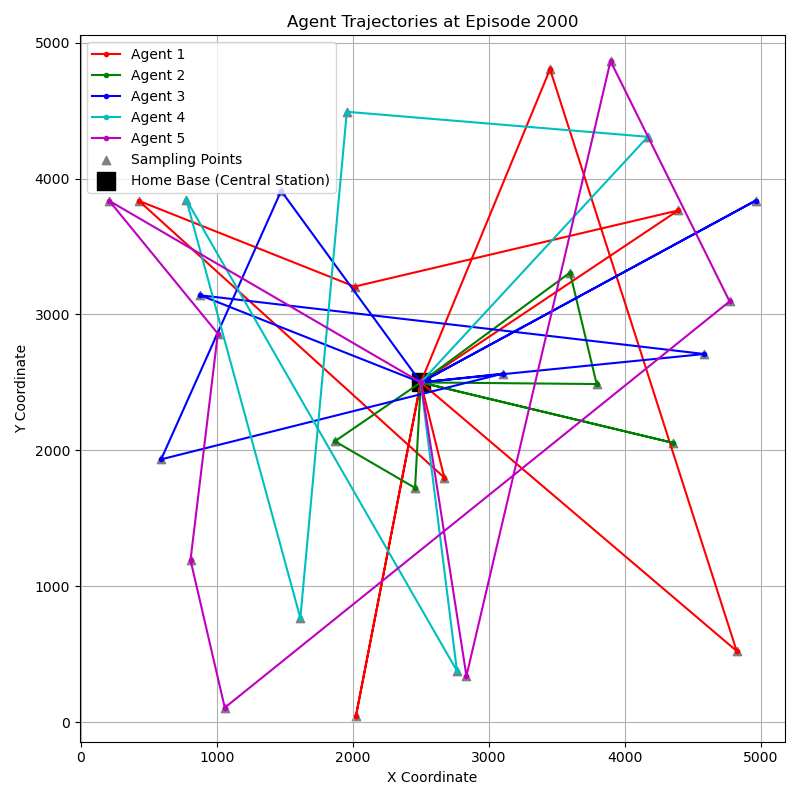 Agent Trajectories at Episode 2000
Agent 1
Agent 2
Agent 3
Agent 4
Agent 5
Sampling Points
Home Base (Central Station)
5000
4000
3000
2000
1000
0
Y Coordinate
0 1000 2000 3000 4000 5000
X Coordinate